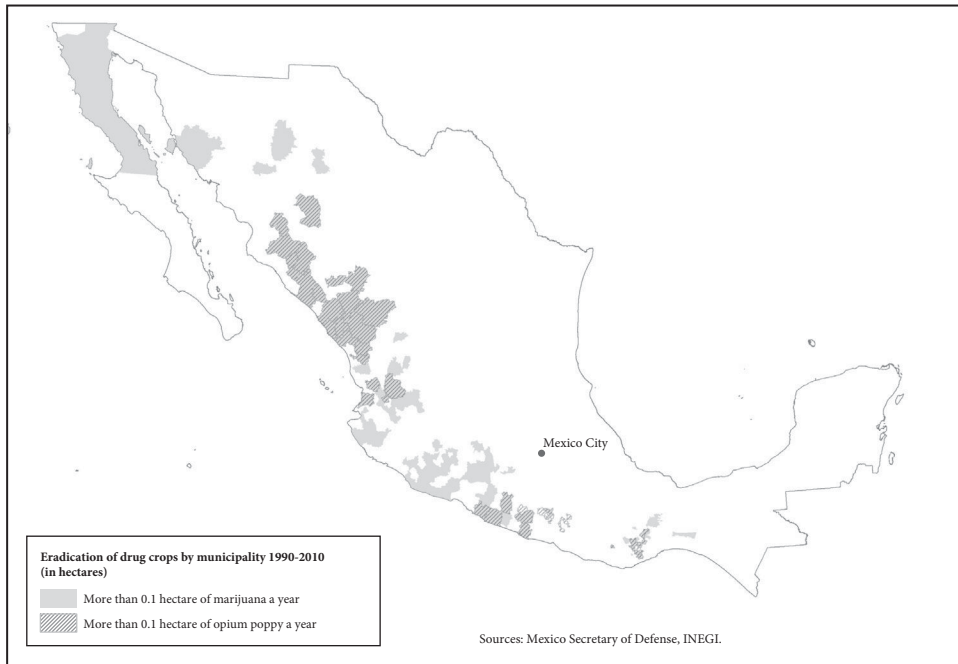 Mexico City
Eradication of drug crops by municipality 1990-2010
(in hectares)
More than 0.1 hectare of marijuana a year
More than 0.1 hectare of opium poppy a year
Sources: Mexico Secretary of Defense, INEGI.